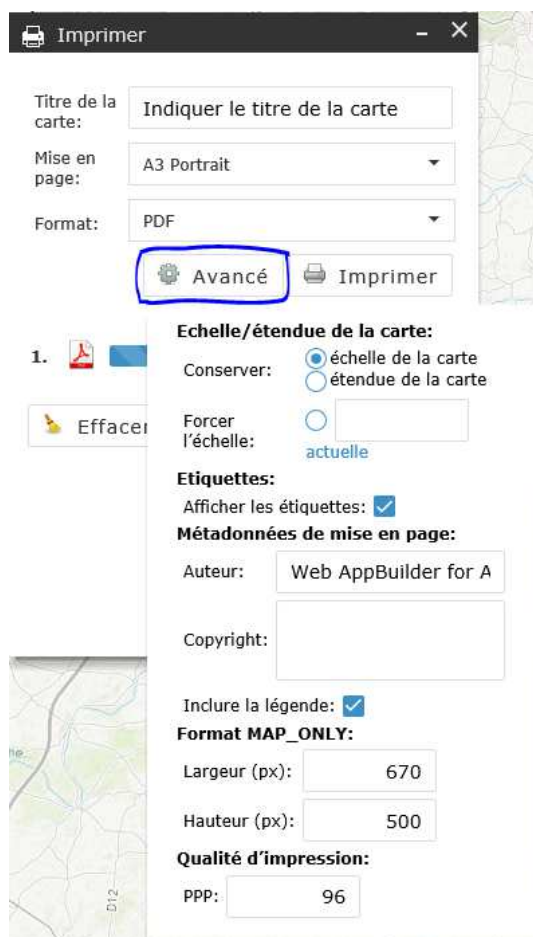 Imprimer
Titre de la
carte:
Indiquer le titre de la carte
Mise en
page:
A3 Portrait
Format:
PDF
Avancé
Imprimer
1.
Effacer
Echelle/étendue de la carte:
Conserver:
échelle de la carte
étendue de la carte
Forcer
l'échelle:
actuelle
Etiquettes:
Afficher les étiquettes:
Métadonnées de mise en page:
Auteur:
Web AppBuilder for A
Copyright:
Inclure la légende:
Format MAP_ONLY:
Largeur (px):
670
Hauteur (px):
500
Qualité d'impression:
PPP:
96
D12